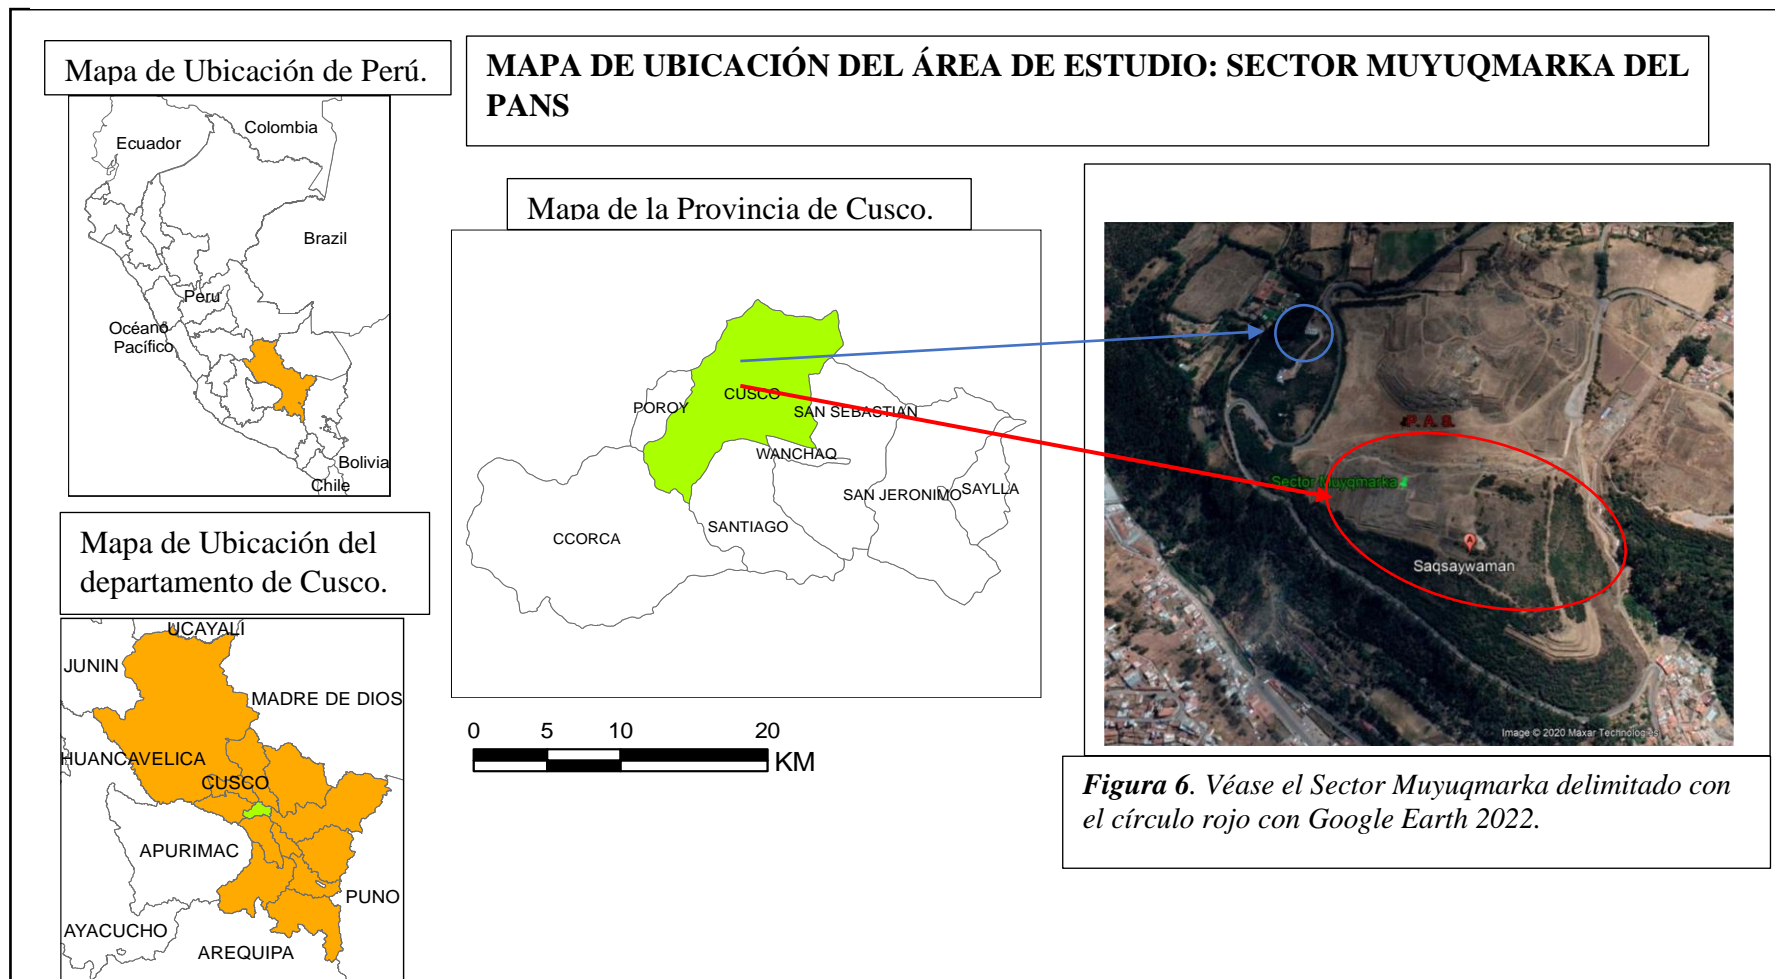 Mapa de Ubicación de Perú.
MAPA DE UBICACIÓN DEL ÁREA DE ESTUDIO: SECTOR MUYUQMARKA DEL
PANS
Colombia
Ecuador
Brazil
Peru
Océano
Pacífico
Bolivia
Chile
Mapa de la Provincia de Cusco.
CUSCO
POROY
SAN SEBASTIAN
WANCHAQ
SAN JERONIMO
SAYLLA
SANTIAGO
CCORCA
0 5 10 20
KM
P. A. S.
Sector Muyqmarka
A
Saqsaywaman
Image © 2020 Maxar Technologies
Figura 6. Véase el Sector Muyuqmarka delimitado con
el círculo rojo con Google Earth 2022.
Mapa de Ubicación del
departamento de Cusco.
UCAYALI
JUNIN
MADRE DE DIOS
HUANCAVELICA
CUSCO
APURIMAC
PUNO
AYACUCHO
AREQUIPA